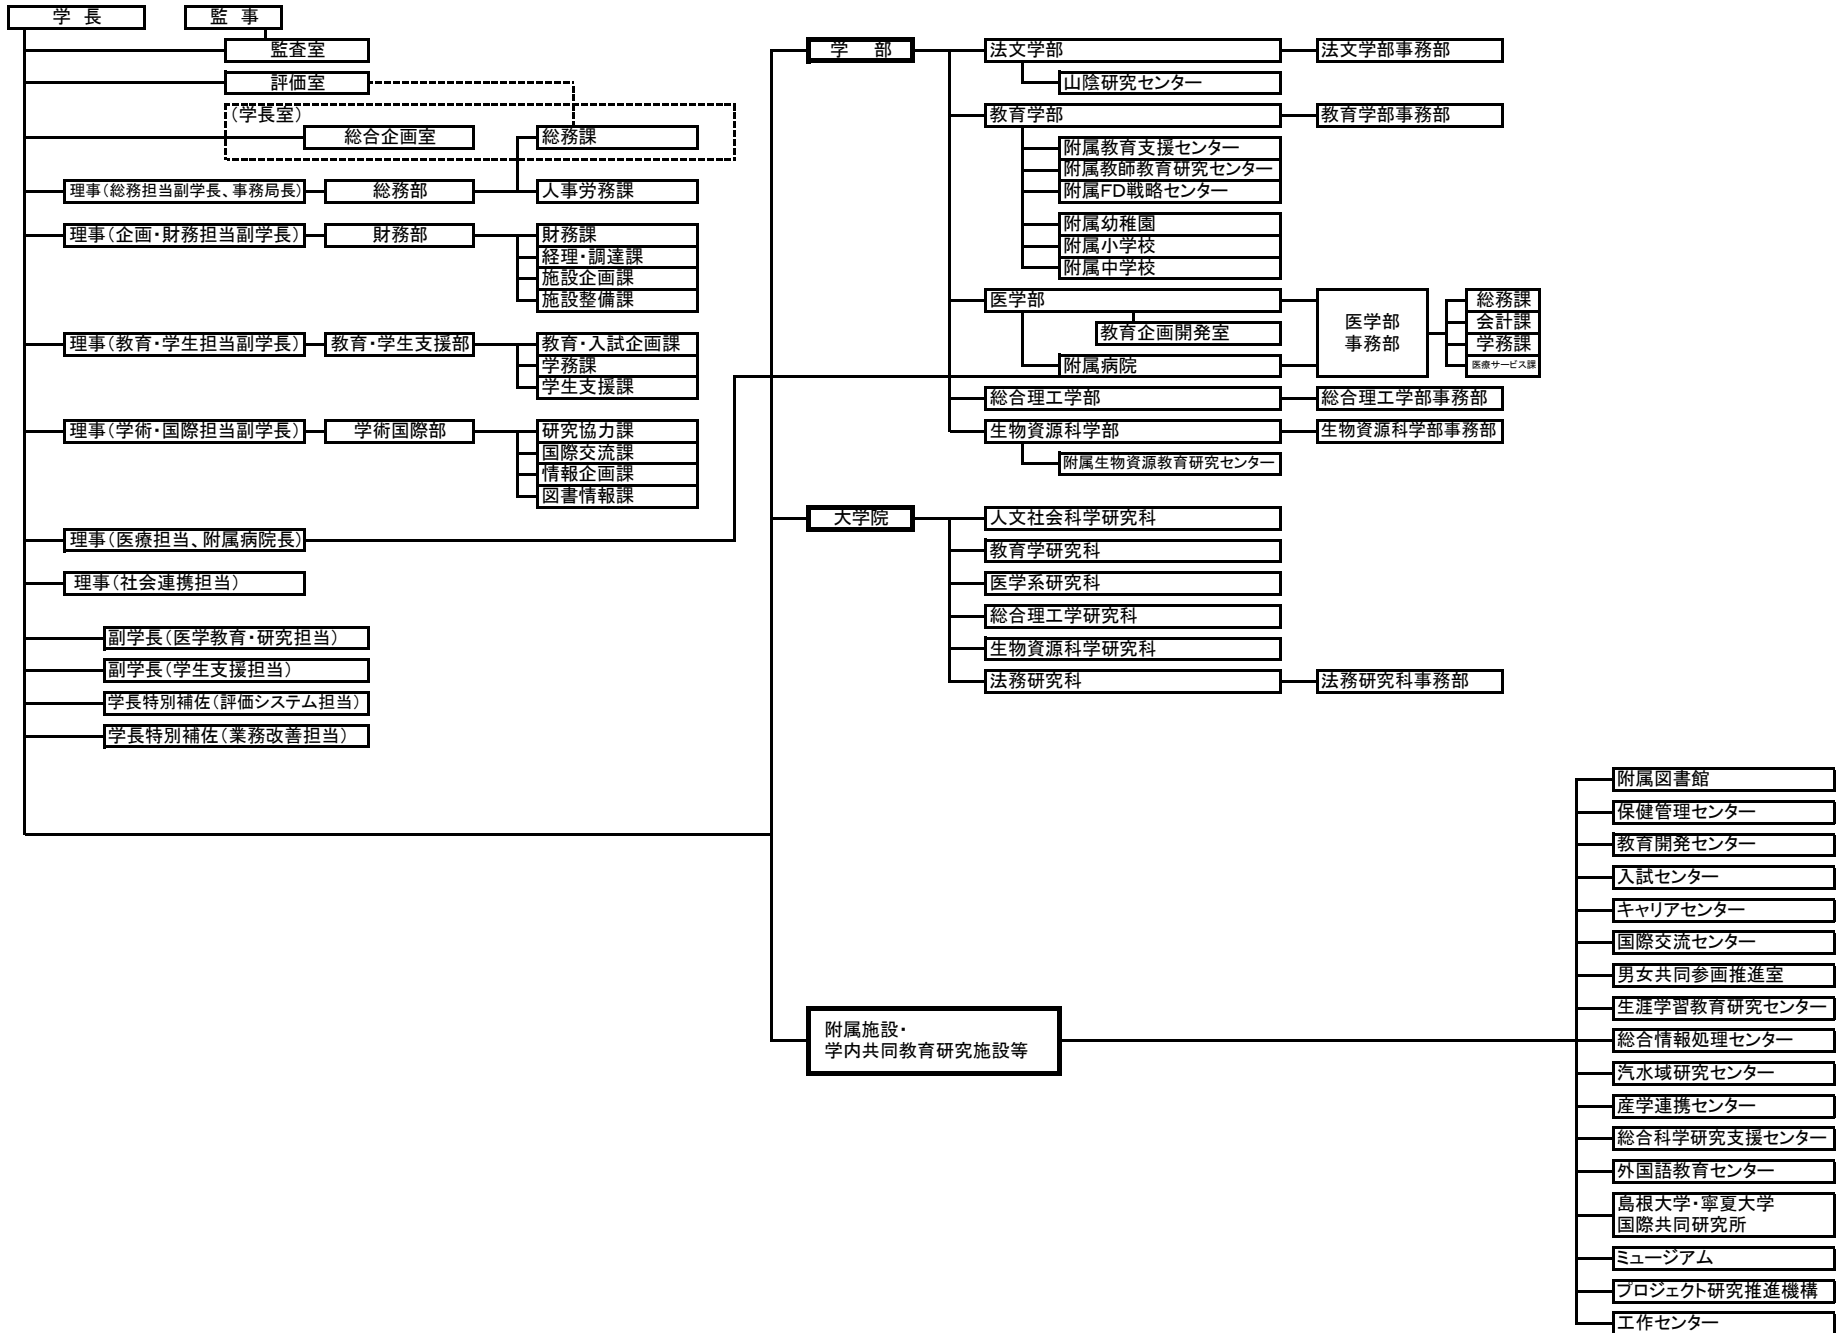 学 長
監 事
監査室
評価室
（学長室）
総合企画室
総務課
理事（総務担当副学長、事務局長）
総務部
人事労務課
理事（企画・財務担当副学長）
財務部
財務課
経理・調達課
施設企画課
施設整備課
理事（教育・学生担当副学長）
教育・学生支援部
教育・入試企画課
学務課
学生支援課
理事（学術・国際担当副学長）
学術国際部
研究協力課
国際交流課
情報企画課
図書情報課
理事（医療担当、附属病院長）
理事（社会連携担当）
副学長（医学教育・研究担当）
副学長（学生支援担当）
学長特別補佐（評価システム担当）
学長特別補佐（業務改善担当）
学 部
法文学部
法文学部事務部
山陰研究センター
教育学部
教育学部事務部
附属教育支援センター
附属教師教育研究センター
附属ＦＤ戦略センター
附属幼稚園
附属小学校
附属中学校
医学部
教育企画開発室
附属病院
医学部
事務部
総務課
会計課
学務課
医療サービス課
総合理工学部
総合理工学部事務部
生物資源科学部
生物資源科学部事務部
附属生物資源教育研究センター
大学院
人文社会科学研究科
教育学研究科
医学系研究科
総合理工学研究科
生物資源科学研究科
法務研究科
法務研究科事務部
附属施設・
学内共同教育研究施設等
附属図書館
保健管理センター
教育開発センター
入試センター
キャリアセンター
国際交流センター
男女共同参画推進室
生涯学習教育研究センター
総合情報処理センター
汽水域研究センター
産学連携センター
総合科学研究支援センター
外国語教育センター
島根大学・寧夏大学
国際共同研究所
ミュージアム
プロジェクト研究推進機構
工作センター